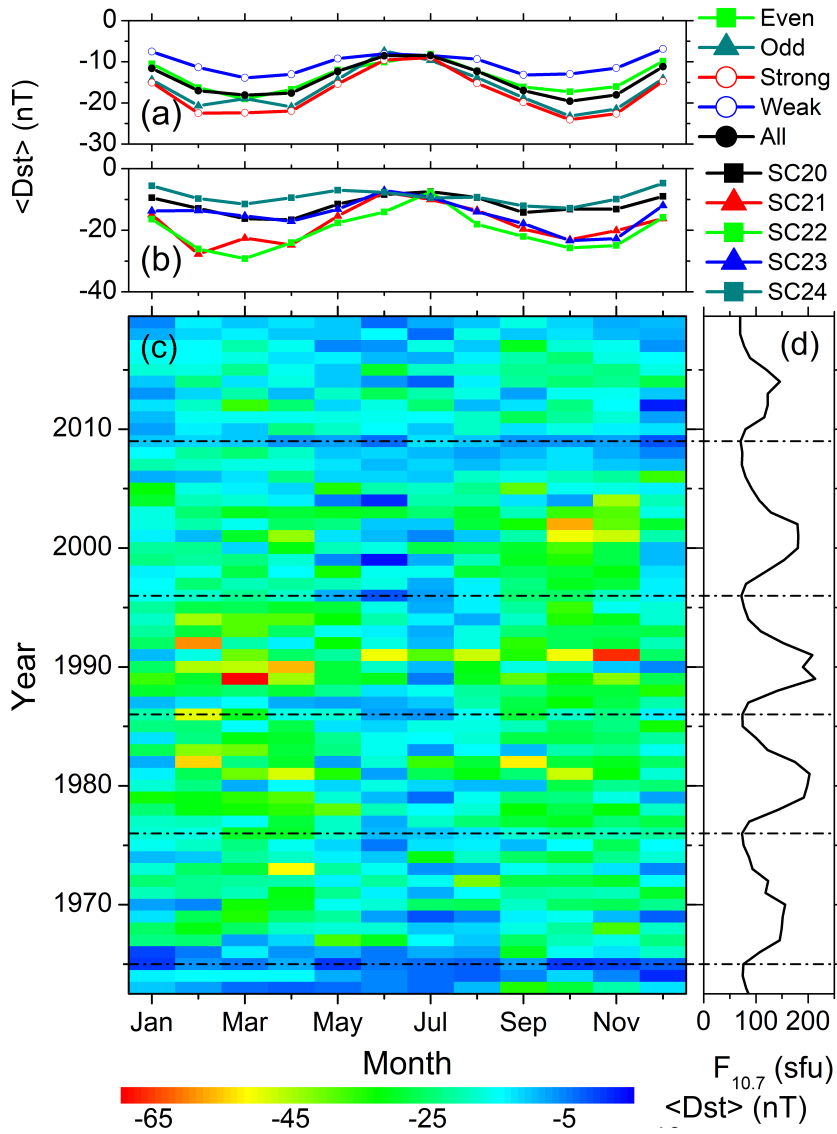 0
-10
-20
-30
(a)
Even
Odd
Strong
Weak
All
<Dst> (nT)
0
-20
-40
(b)
SC20
SC21
SC22
SC23
SC24
(c)
(d)
2010
2000
1990
1980
1970
Year
Jan Mar May Jul Sep Nov
Month
0 100 200
F10.7 (sfu)
-65 -45 -25 -5
<Dst> (nT)